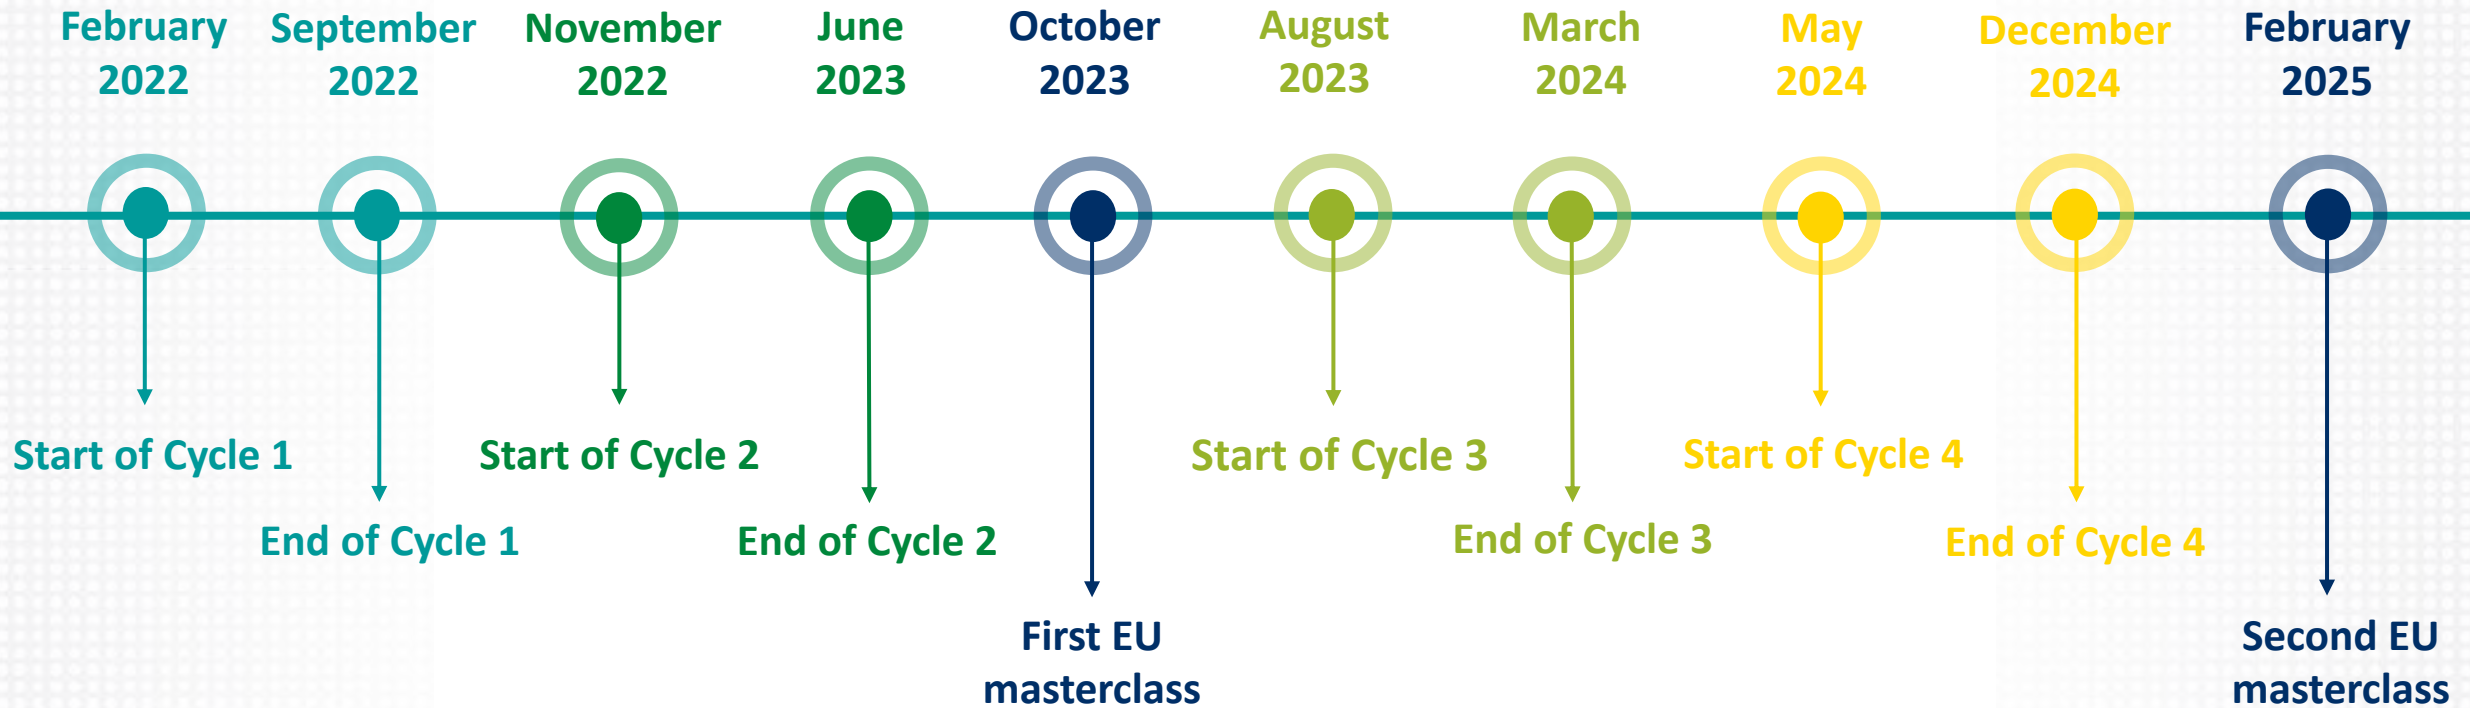 February
2022
September
2022
November
2022
June
2023
October
2023
August
2023
March
2024
May
2024
December
2024
February
2025
Start of Cycle 1
End of Cycle 1
Start of Cycle 2
End of Cycle 2
First EU
masterclass
Start of Cycle 3
End of Cycle 3
Start of Cycle 4
End of Cycle 4
Second EU
masterclass